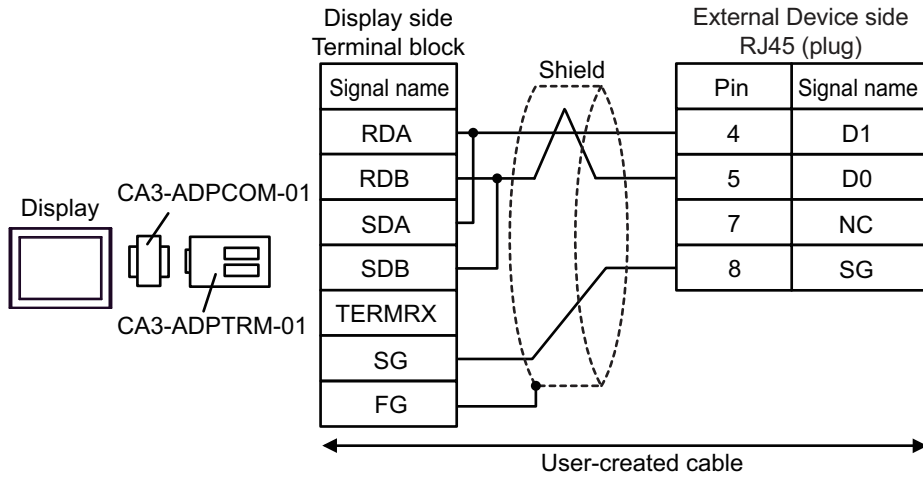 Display side
Terminal block
External Device side
RJ45 (plug)
Shield
Signal name
Pin Signal name
RDA
4 D1
RDB
5 D0
SDA
7 NC
SDB
8 SG
TERMRX
SG
FG
Display
CA3-ADPCOM-01
CA3-ADPTRM-01
User-created cable